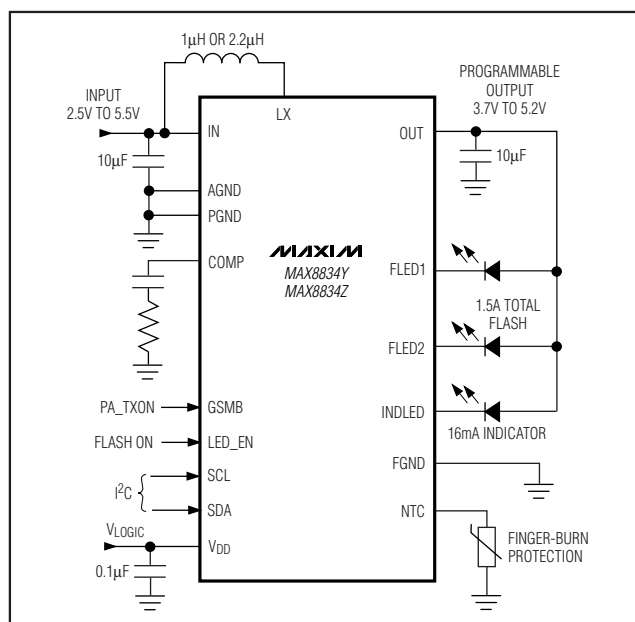 1μH OR 2.2μH
INPUT
2.5V TO 5.5V
PROGRAMMABLE
OUTPUT
3.7V TO 5.2V
LX
IN
OUT
10μF
10μF
AGND
PGND
COMP
MAXIM
MAX8834Y
MAX8834Z
FLED1
1.5A TOTAL
FLASH
FLED2
PA_TXON
GSMB
INDLED
16mA INDICATOR
FLASH ON
LED_EN
SCL
I²C
SDA
FGND
NTC
FINGER-BURN
PROTECTION
VLOGIC
VDD
0.1μF